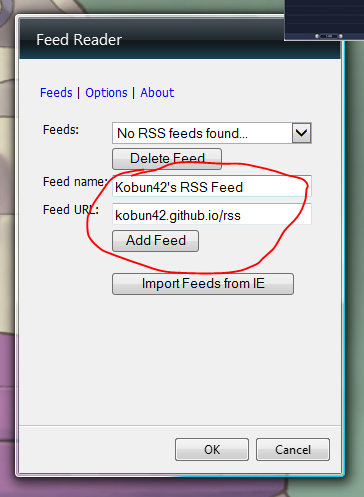 Feed Reader
Feeds | Options | About
Feeds: No RSS feeds found...
Delete Feed
Feed name: Kobun42's RSS Feed
Feed URL: kobun42.github.io/rss
Add Feed
Import Feeds from IE
OK Cancel